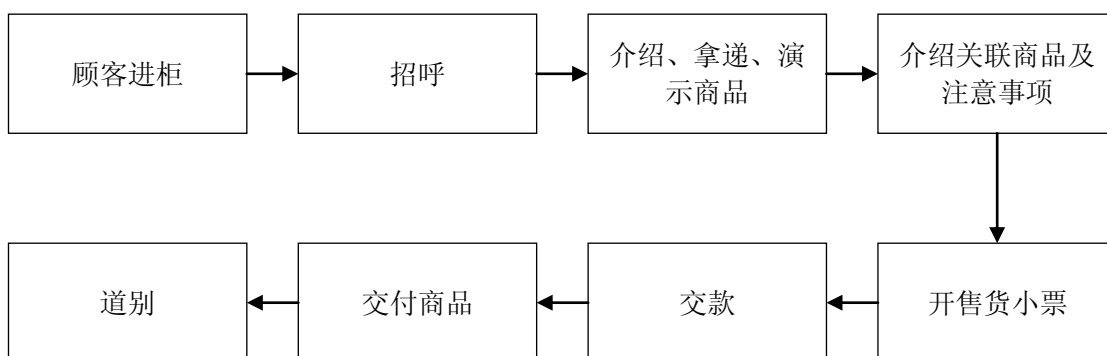 顾客进柜
招呼
介绍、拿递、演
示商品
介绍关联商品及
注意事项
开售货小票
交款
交付商品
道别